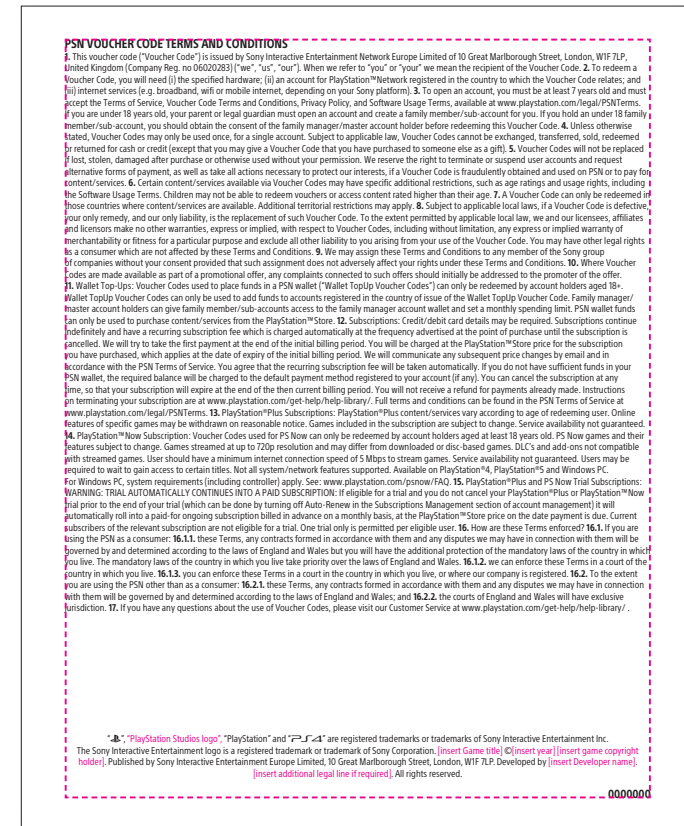 PSN VOUCHER CODE TERMS AND CONDITIONS
1. This voucher code ("Voucher Code") is issued by Sony Interactive Entertainment Network Europe Limited of 10 Great Marlborough Street, London, W1F 7LP,
United Kingdom (Company Reg. no 06020283) ("we", "us", "our"). When we refer to "you" or "your" we mean the recipient of the Voucher Code. 2. To redeem a
Voucher Code, you will need (i) the specified hardware; (ii) an account for PlayStation™Network registered in the country to which the Voucher Code relates; and
iii) internet services (e.g. broadband, wifi or mobile internet, depending on your Sony platform). 3. To open an account, you must be at least 7 years old and must
accept the Terms of Service, Voucher Code Terms and Conditions, Privacy Policy, and Software Usage Terms, available at www.playstation.com/legal/PSNTerms.
If you are under 18 years old, your parent or legal guardian must open an account and create a family member/sub-account for you. If you hold an under 18 family
member/sub-account, you should obtain the consent of the family manager/master account holder before redeeming this Voucher Code. 4. Unless otherwise
stated, Voucher Codes may only be used once, for a single account. Subject to applicable law, Voucher Codes cannot be exchanged, transferred, sold, redeemed
or returned for cash or credit (except that you may give a Voucher Code that you have purchased to someone else as a gift). 5. Voucher Codes will not be replaced
if lost, stolen, damaged after purchase or otherwise used without your permission. We reserve the right to terminate or suspend user accounts and request
alternative forms of payment, as well as take all actions necessary to protect our interests, if a Voucher Code is fraudulently obtained and used on PSN or to pay for
content/services. 6. Certain content/services available via Voucher Codes may have specific additional restrictions, such as age ratings and usage rights, including
the Software Usage Terms. Children may not be able to redeem vouchers or access content rated higher than their age. 7. A Voucher Code can only be redeemed in
those countries where content/services are available. Additional territorial restrictions may apply. 8. Subject to applicable local laws, if a Voucher Code is defective,
your only remedy, and our only liability, is the replacement of such Voucher Code. To the extent permitted by applicable local law, we and our licensees, affiliates
and licensors make no other warranties, express or implied, with respect to Voucher Codes, including without limitation, any express or implied warranty of
merchantability or fitness for a particular purpose and exclude all other liability to you arising from your use of the Voucher Code. You may have other legal rights
as a consumer which are not affected by these Terms and Conditions. 9. We may assign these Terms and Conditions to any member of the Sony group
of companies without your consent provided that such assignment does not adversely affect your rights under these Terms and Conditions. 10. Where Voucher
Codes are made available as part of a promotional offer, any complaints connected to such offers should initially be addressed to the promoter of the offer.
11. Wallet Top-Ups: Voucher Codes used to place funds in a PSN wallet ("Wallet TopUp Voucher Codes") can only be redeemed by account holders aged 18+.
Wallet TopUp Voucher Codes can only be used to add funds to accounts registered in the country of issue of the Wallet TopUp Voucher Code. Family manager/
master account holders can give family member/sub-accounts access to the family manager account wallet and set a monthly spending limit. PSN wallet funds
can only be used to purchase content/services from the PlayStation™Store. 12. Subscriptions: Credit/debit card details may be required. Subscriptions continue
indefinitely and have a recurring subscription fee which is charged automatically at the frequency advertised at the point of purchase until the subscription is
cancelled. We will try to take the first payment at the end of the initial billing period. You will be charged at the PlayStation™Store price for the subscription
you have purchased, which applies at the date of expiry of the initial billing period. We will communicate any subsequent price changes by email and in
accordance with the PSN Terms of Service. You agree that the recurring subscription fee will be taken automatically. If you do not have sufficient funds in your
PSN wallet, the required balance will be charged to the default payment method registered to your account (if any). You can cancel the subscription at any
time, so that your subscription will expire at the end of the then current billing period. You will not receive a refund for payments already made. Instructions
on terminating your subscription are at www.playstation.com/get-help/help-library/. Full terms and conditions can be found in the PSN Terms of Service at
www.playstation.com/legal/PSNTerms. 13. PlayStation®Plus Subscriptions: PlayStation®Plus content/services vary according to age of redeeming user. Online
features of specific games may be withdrawn on reasonable notice. Games included in the subscription are subject to change. Service availability not guaranteed.
14. PlayStation™Now Subscription: Voucher Codes used for PS Now can only be redeemed by account holders aged at least 18 years old. PS Now games and their
features subject to change. Games streamed at up to 720p resolution and may differ from downloaded or disc-based games. DLC's and add-ons not compatible
with streamed games. User should have a minimum internet connection speed of 5 Mbps to stream games. Service availability not guaranteed. Users may be
required to wait to gain access to certain titles. Not all system/network features supported. Available on PlayStation®4, PlayStation®5 and Windows PC.
For Windows PC, system requirements (including controller) apply. See: www.playstation.com/psnow/FAQ. 15. PlayStation®Plus and PS Now Trial Subscriptions:
WARNING: TRIAL AUTOMATICALLY CONTINUES INTO A PAID SUBSCRIPTION: If eligible for a trial and you do not cancel your PlayStation®Plus or PlayStation™Now
trial prior to the end of your trial (which can be done by turning off Auto-Renew in the Subscriptions Management section of account management) it will
automatically roll into a paid-for ongoing subscription billed in advance on a monthly basis, at the PlayStation™Store price on the date payment is due. Current
subscribers of the relevant subscription are not eligible for a trial. One trial only is permitted per eligible user. 16. How are these Terms enforced? 16.1. If you are
using the PSN as a consumer: 16.1.1. these Terms, any contracts formed in accordance with them and any disputes we may have in connection with them will be
governed by and determined according to the laws of England and Wales but you will have the additional protection of the mandatory laws of the country in which
you live. The mandatory laws of the country in which you live take priority over the laws of England and Wales. 16.1.2. we can enforce these Terms in a court of the
country in which you live. 16.1.3. you can enforce these Terms in a court in the country in which you live, or where our company is registered. 16.2. To the extent
you are using the PSN other than as a consumer: 16.2.1. these Terms, any contracts formed in accordance with them and any disputes we may have in connection
with them will be governed by and determined according to the laws of England and Wales; and 16.2.2. the courts of England and Wales will have exclusive
jurisdiction. 17. If you have any questions about the use of Voucher Codes, please visit our Customer Service at www.playstation.com/get-help/help-library/ .
" ", "PlayStation Studios logo", "PlayStation" and "PS4" are registered trademarks or trademarks of Sony Interactive Entertainment Inc.
The Sony Interactive Entertainment logo is a registered trademark or trademark of Sony Corporation. [insert Game title] ©[insert year] [insert game copyright
holder]. Published by Sony Interactive Entertainment Europe Limited, 10 Great Marlborough Street, London, W1F 7LP. Developed by [insert Developer name].
[insert additional legal line if required]. All rights reserved.
0000000